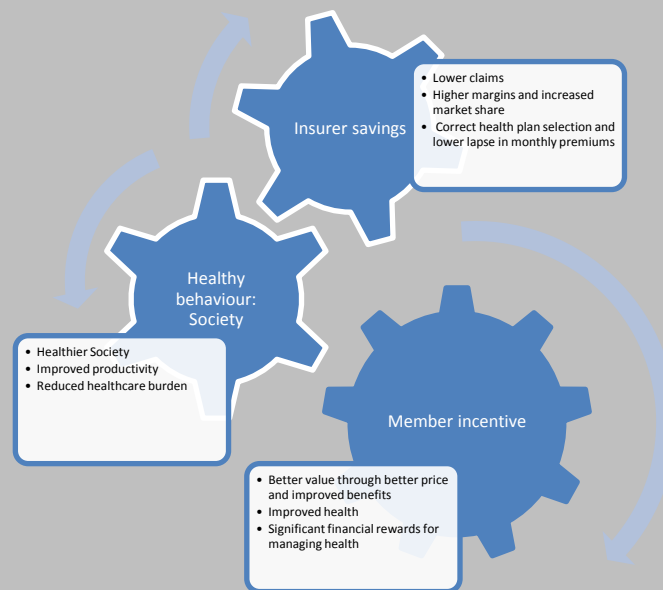 Insurer savings
• Lower claims
• Higher margins and increased
market share
• Correct health plan selection and
lower lapse in monthly premiums
Healthy
behaviour:
Society
• Healthier Society
• Improved productivity
• Reduced healthcare burden
Member incentive
• Better value through better price
and improved benefits
• Improved health
• Significant financial rewards for
managing health